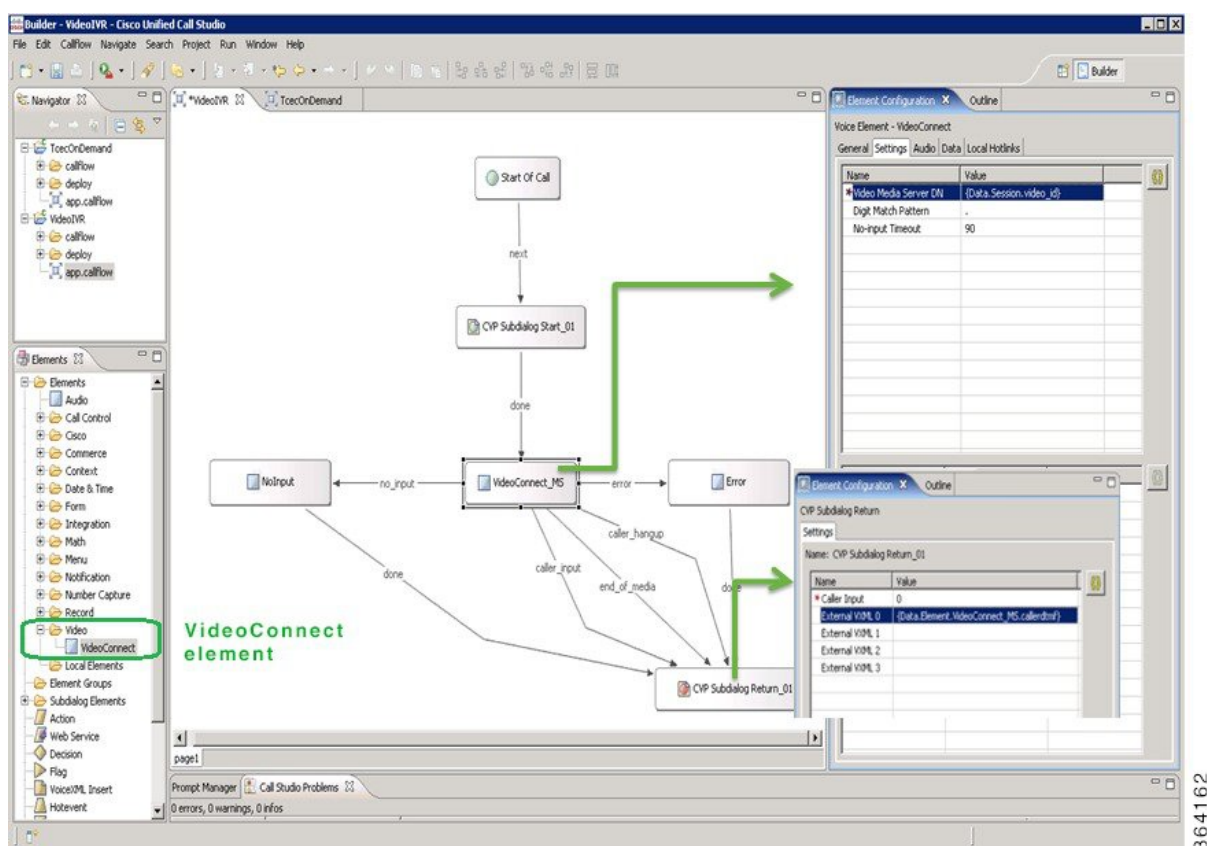 Builder - VideoIVR - Cisco Unified Call Studio
File Edit Callflow Navigate Search Project Run Window Help
Builder
Navigator
TcecOnDemand
callflow
deploy
app.callflow
VideoIVR
callflow
deploy
app.callflow
Elements
Elements
Audio
Call Control
Cisco
Commerce
Context
Date & Time
Form
Integration
Math
Menu
Notification
Number Capture
Record
Video
VideoConnect
Local Elements
Element Groups
Subdialog Elements
Action
Web Service
Decision
Flag
VoiceXML Insert
Hotevent
*VideoIVR
TcecOnDemand
Start Of Call
next
CVP Subdialog Start_01
done
NoInput
no_input
VideoConnect_MS
error
Error
caller_hangup
done
caller_input
end_of_media
done
VideoConnect
element
CVP Subdialog Return_01
page1
Prompt Manager Call Studio Problems
0 errors, 0 warnings, 0 infos
Element Configuration Outline
Voice Element - VideoConnect
General Settings Audio Data Local Hotlinks
Name Value
*Video Media Server DN {Data.Session.video_id}
Digit Match Pattern .
No-input Timeout 90
Element Configuration Outline
CVP Subdialog Return
Settings
Name: CVP Subdialog Return_01
Name Value
* Caller Input 0
External VXML 0 {Data.Element.VideoConnect_MS.callerdtmf}
External VXML 1
External VXML 2
External VXML 3
364162